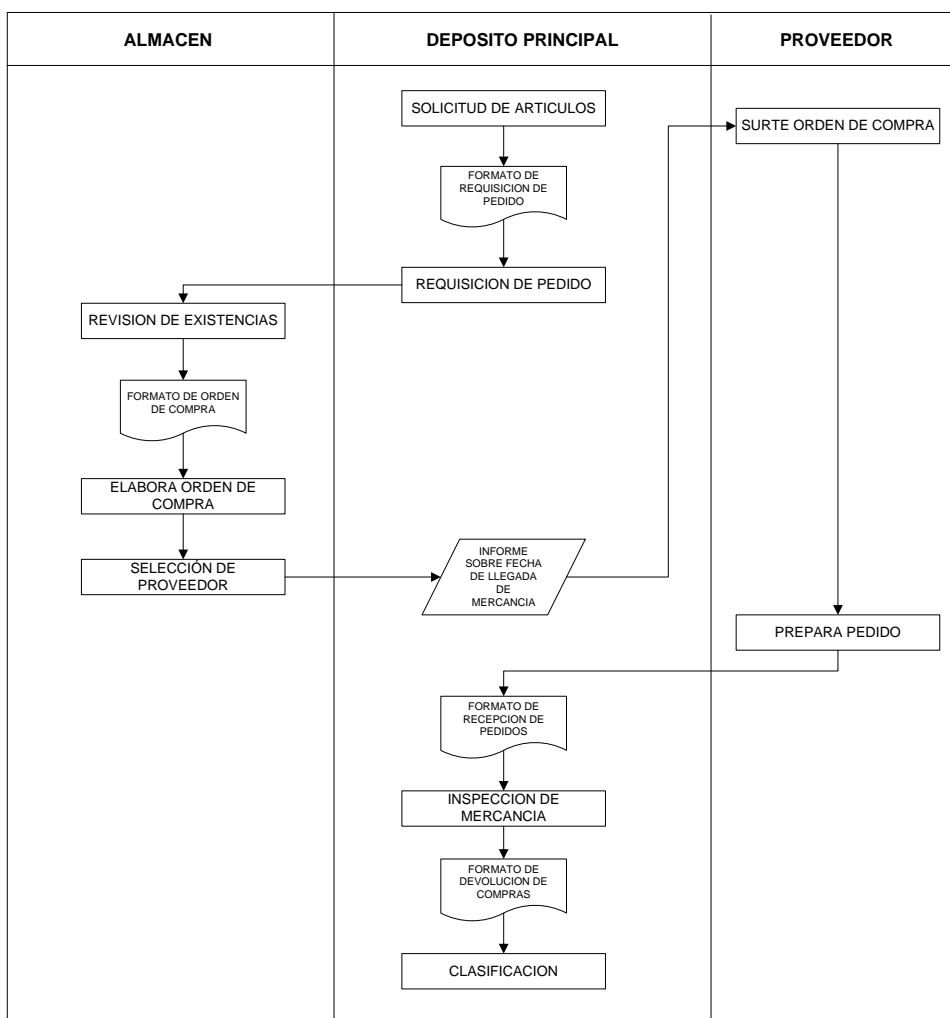 ALMACEN
DEPOSITO PRINCIPAL
PROVEEDOR
SOLICITUD DE ARTICULOS
FORMATO DE
REQUISICION DE
PEDIDO
REQUISICION DE PEDIDO
REVISION DE EXISTENCIAS
FORMATO DE ORDEN
DE COMPRA
ELABORA ORDEN DE
COMPRA
SELECCIÓN DE
PROVEEDOR
INFORME
SOBRE FECHA
DE LLEGADA
DE
MERCANCIA
SURTE ORDEN DE COMPRA
PREPARA PEDIDO
FORMATO DE
RECEPCION DE
PEDIDOS
INSPECCION DE
MERCANCIA
FORMATO DE
DEVOLUCION DE
COMPRAS
CLASIFICACION